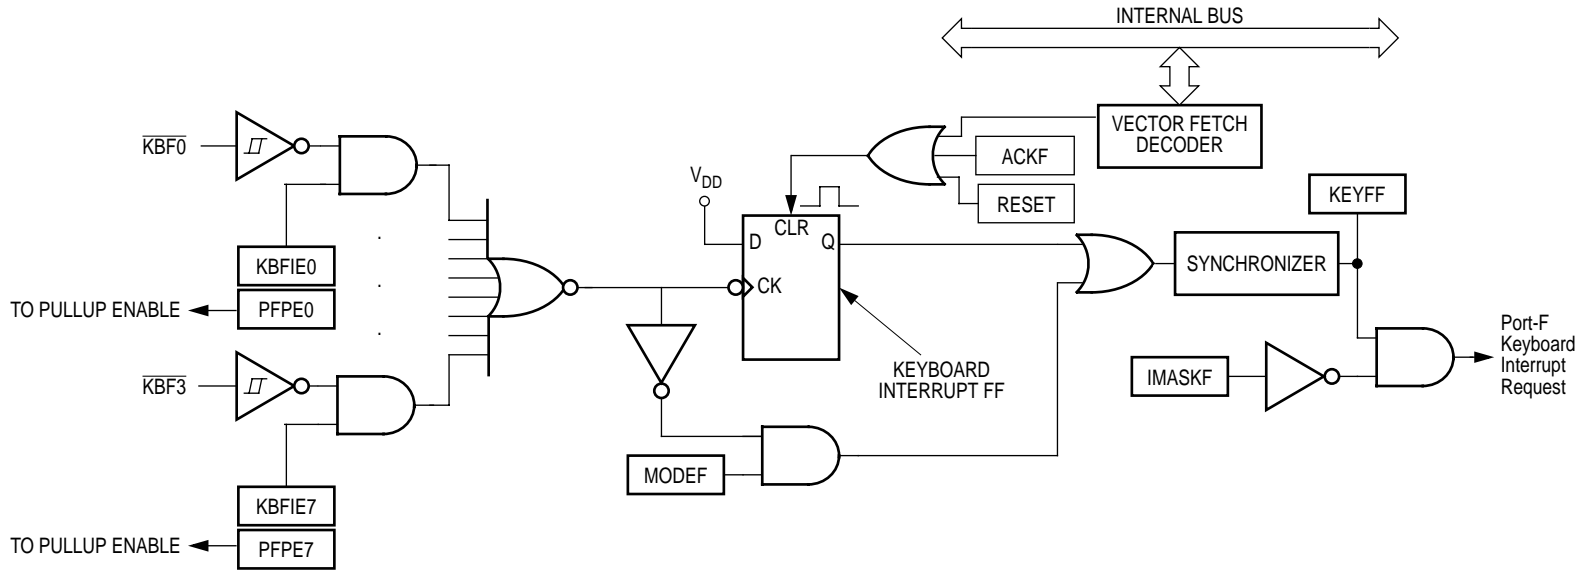 INTERNAL BUS
VECTOR FETCH
DECODER
ACKF
RESET
KBF0
KBFIE0
PFPE0
TO PULLUP ENABLE
VDD
D
CLR
Q
CK
KEYBOARD
INTERRUPT FF
SYNCHRONIZER
KEYFF
IMASKF
Port-F
Keyboard
Interrupt
Request
KBF3
MODEF
KBFIE7
PFPE7
TO PULLUP ENABLE